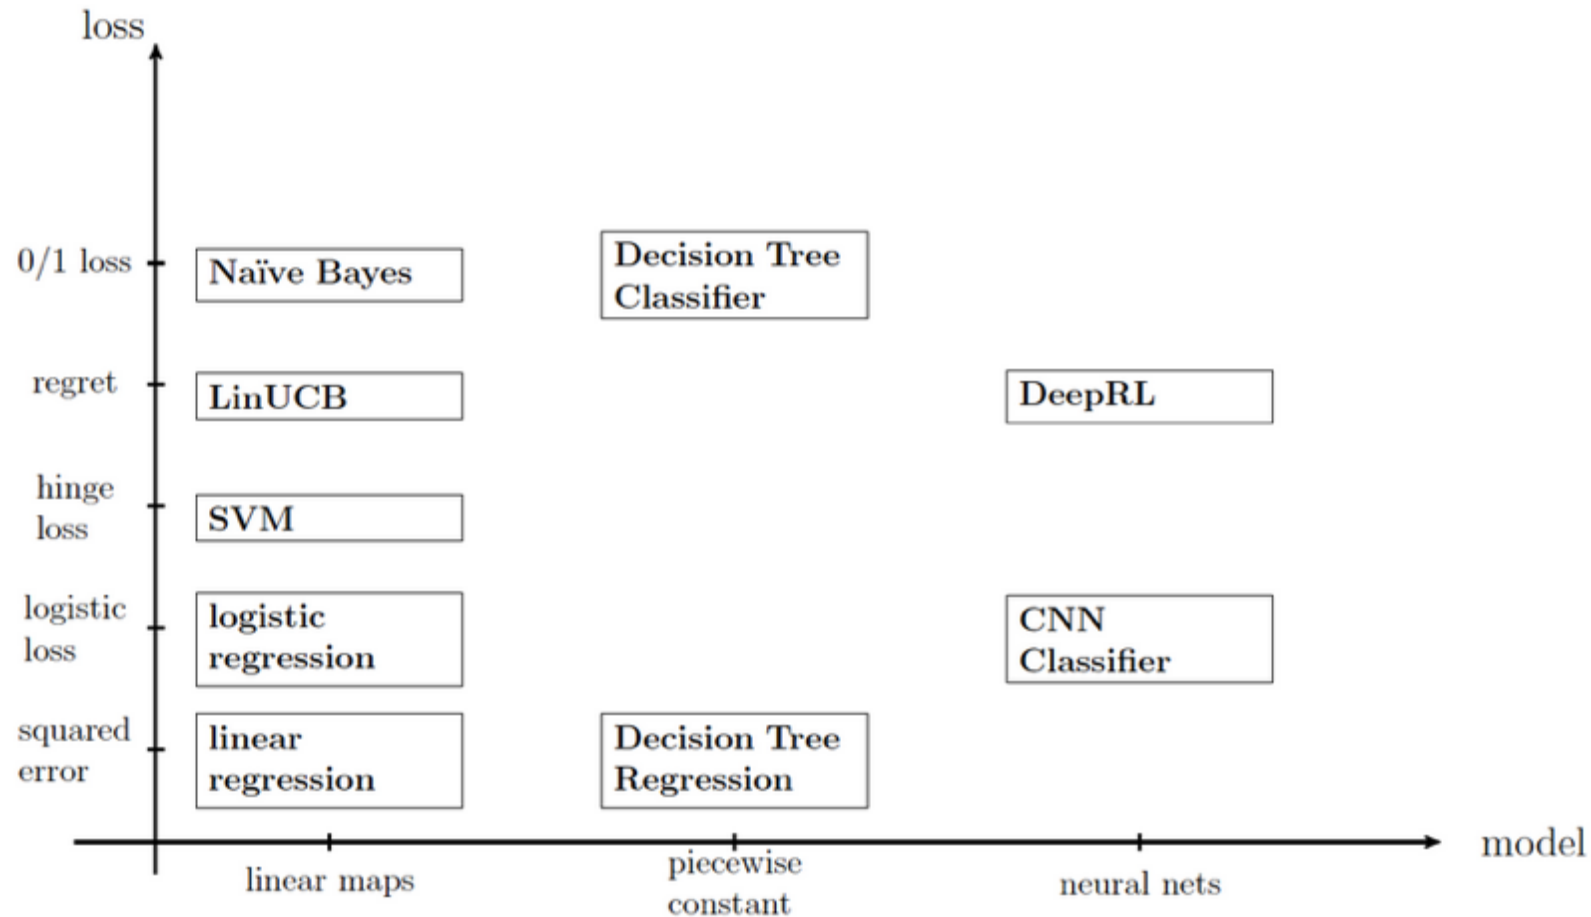 loss
0/1 loss
Naïve Bayes
Decision Tree
Classifier
regret
LinUCB
DeepRL
hinge
loss
SVM
logistic
loss
logistic
regression
CNN
Classifier
squared
error
linear
regression
Decision Tree
Regression
model
linear maps
piecewise
constant
neural nets